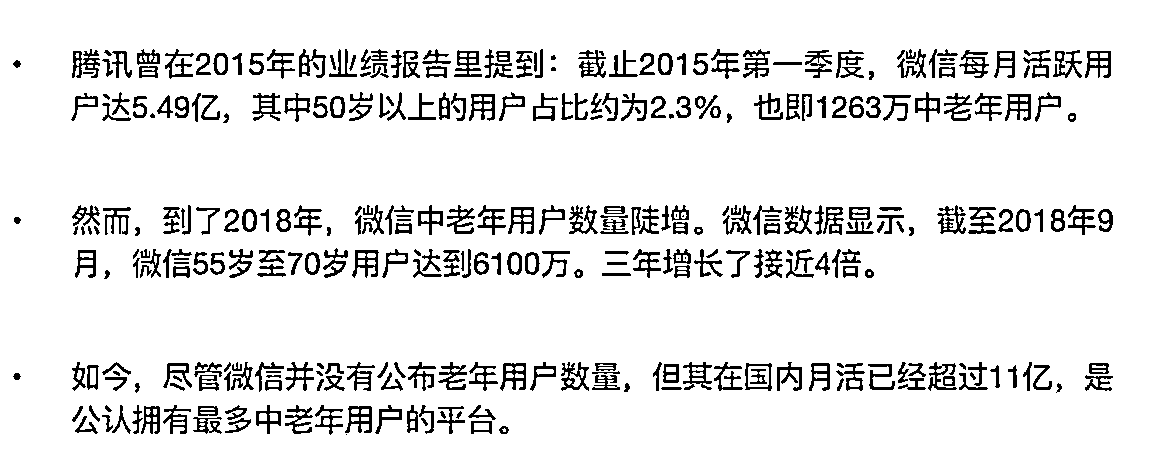 • 腾讯曾在2015年的业绩报告里提到：截止2015年第一季度，微信每月活跃用
户达5.49亿，其中50岁以上的用户占比约为2.3%，也即1263万中老年用户。
• 然而，到了2018年，微信中老年用户数量陡增。微信数据显示，截至2018年9
月，微信55岁至70岁用户达到6100万。三年增长了接近4倍。
• 如今，尽管微信并没有公布老年用户数量，但其在国内月活已经超过11亿，是
公认拥有最多中老年用户的平台。